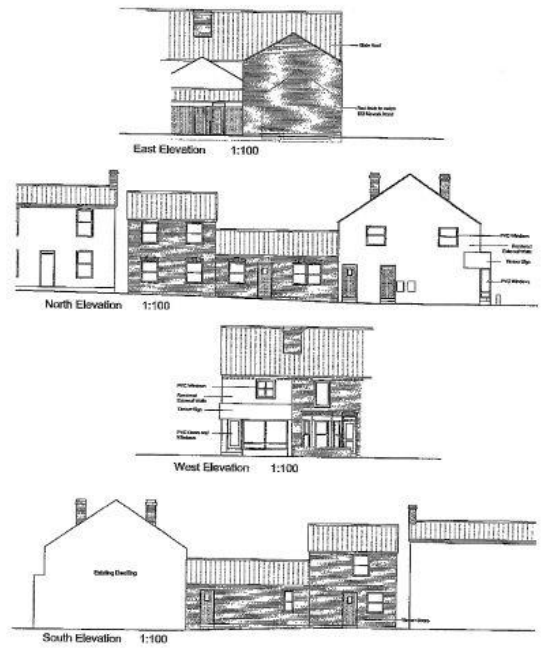 Slate Roof
East Elevation 1:100
PVC Windows
Rendered
External Walls
Timber Sign
PVC Windows
North Elevation 1:100
PVC Windows
Rendered
External Walls
Timber Sign
PVC Doors and
Windows
West Elevation 1:100
Existing Dwelling
South Elevation 1:100